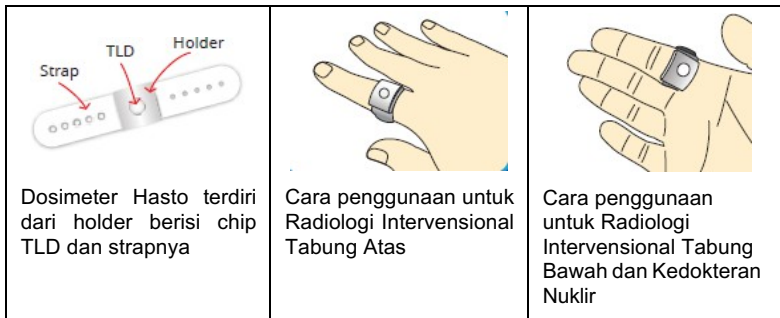 Strap
TLD
Holder
Dosimeter Hasto terdiri
dari holder berisi chip
TLD dan strapnya
Cara penggunaan untuk
Radiologi Intervensional
Tabung Atas
Cara penggunaan
untuk Radiologi
Intervensional Tabung
Bawah dan Kedokteran
Nuklir